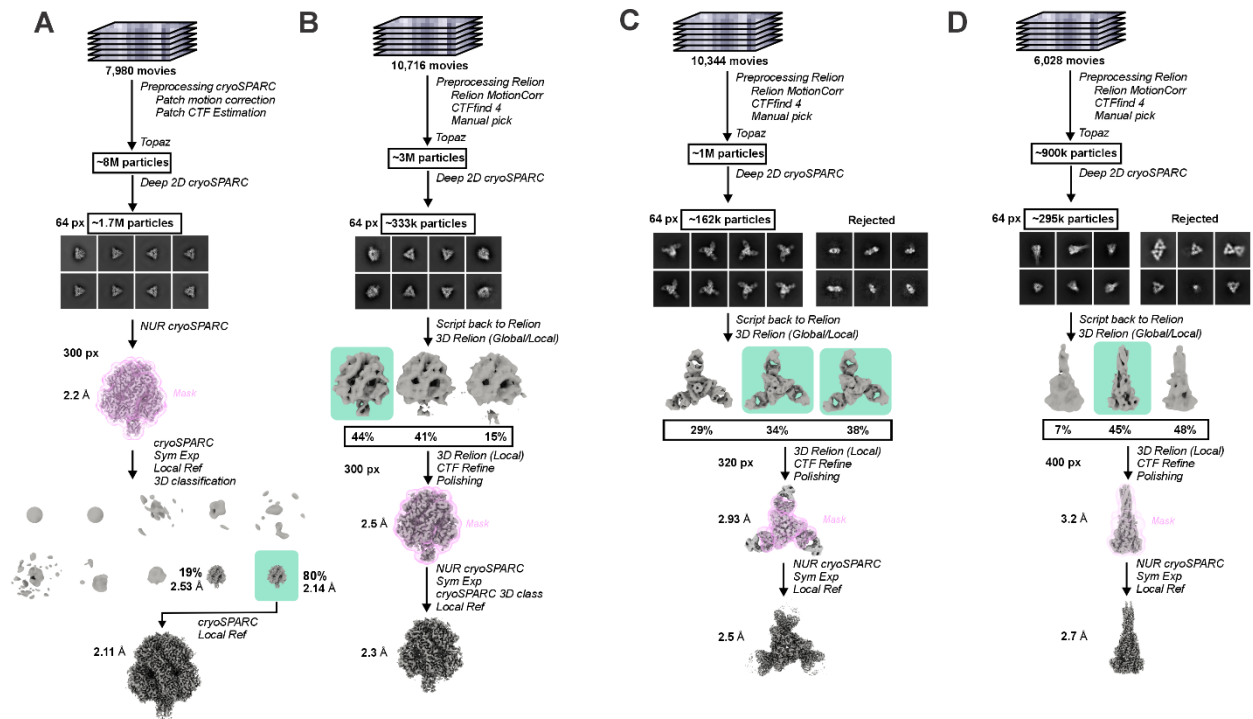 A
7,980 movies
Preprocessing cryoSPARC
Patch motion correction
Patch CTF Estimation
Topaz
~8M particles
Deep 2D cryoSPARC
64 px
~1.7M particles
NUR cryoSPARC
300 px
2.2 Å
Mask
cryoSPARC
Sym Exp
Local Ref
3D classification
19%
2.53 Å
80%
2.14 Å
cryoSPARC
Local Ref
2.11 Å
B
10,716 movies
Preprocessing Relion
Relion MotionCorr
CTFfind 4
Manual pick
Topaz
~3M particles
Deep 2D cryoSPARC
64 px
~333k particles
Script back to Relion
3D Relion (Global/Local)
44%
41%
15%
3D Relion (Local)
CTF Refine
Polishing
300 px
2.5 Å
Mask
NUR cryoSPARC
Sym Exp
cryoSPARC 3D class
Local Ref
2.3 Å
C
10,344 movies
Preprocessing Relion
Relion MotionCorr
CTFfind 4
Manual pick
Topaz
~1M particles
Deep 2D cryoSPARC
64 px
~162k particles
Rejected
Script back to Relion
3D Relion (Global/Local)
29%
34%
38%
3D Relion (Local)
CTF Refine
Polishing
320 px
2.93 Å
Mask
NUR cryoSPARC
Sym Exp
Local Ref
2.5 Å
D
6,028 movies
Preprocessing Relion
Relion MotionCorr
CTFfind 4
Manual pick
Topaz
~900k particles
Deep 2D cryoSPARC
64 px
~295k particles
Rejected
Script back to Relion
3D Relion (Global/Local)
7%
45%
48%
3D Relion (Local)
CTF Refine
Polishing
400 px
3.2 Å
Mask
NUR cryoSPARC
Sym Exp
Local Ref
2.7 Å